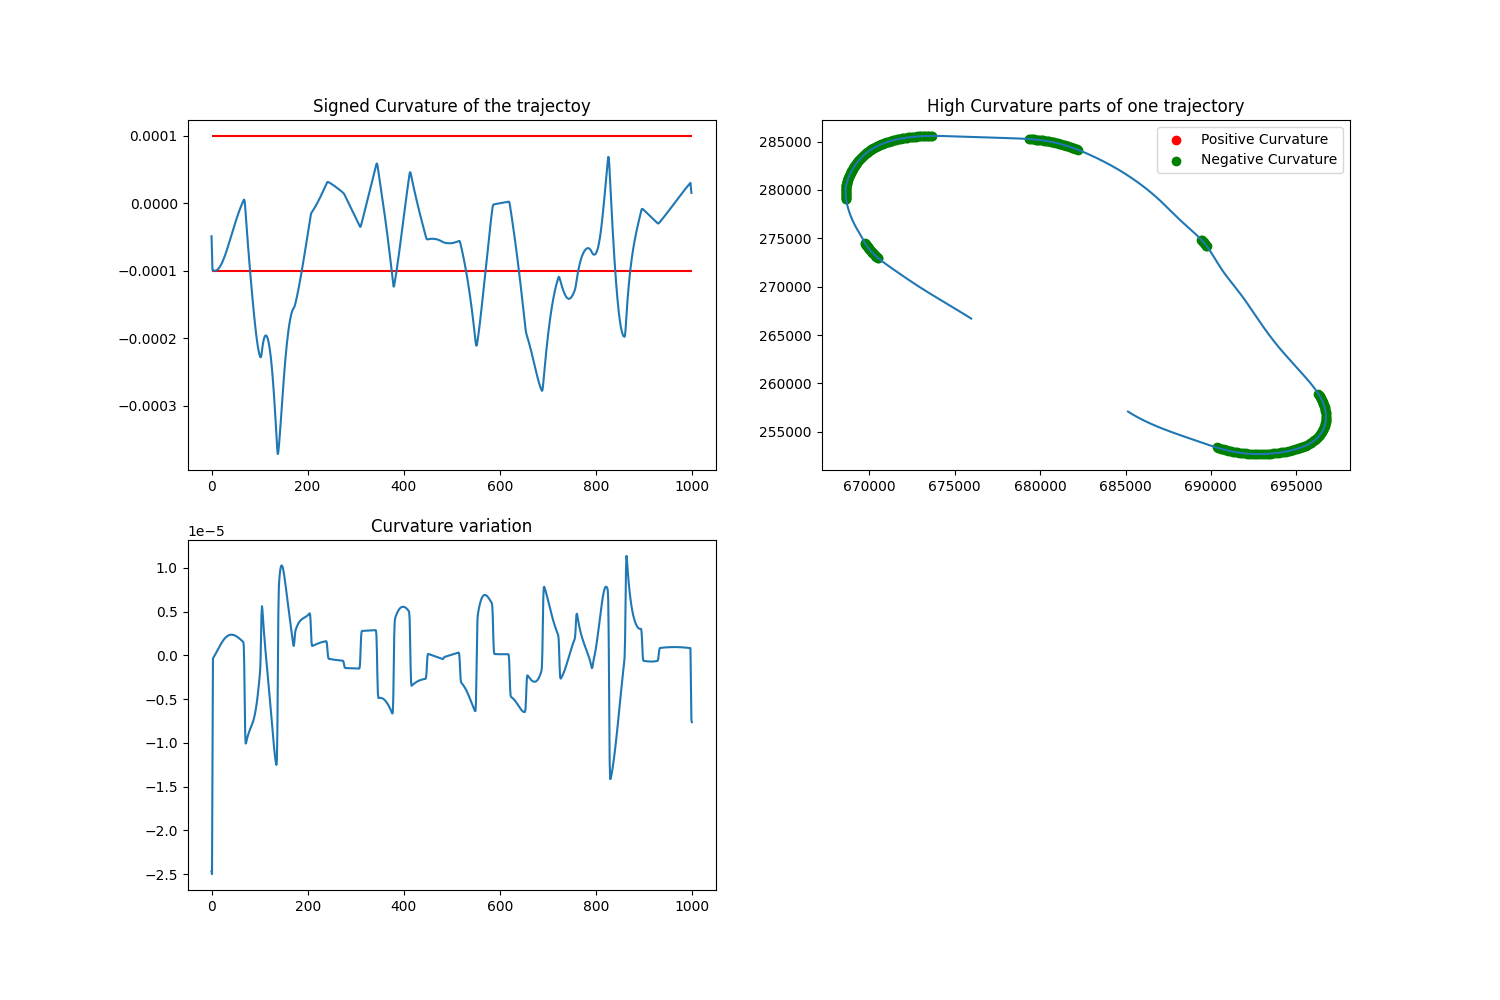 Signed Curvature of the trajectoy
0.0001
0.0000
−0.0001
−0.0002
−0.0003
0 200 400 600 800 1000
High Curvature parts of one trajectory
Positive Curvature
Negative Curvature
285000
280000
275000
270000
265000
260000
255000
670000 675000 680000 685000 690000 695000
Curvature variation
1e−5
1.0
0.5
0.0
−0.5
−1.0
−1.5
−2.0
−2.5
0 200 400 600 800 1000